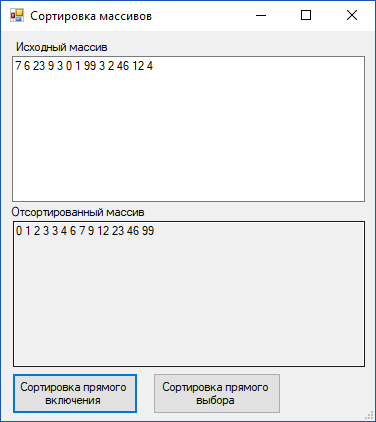 Сортировка массивов
Исходный массив
7 6 23 9 3 0 1 99 3 2 46 12 4
Отсортированный массив
0 1 2 3 3 4 6 7 9 12 23 46 99
Сортировка прямого
включения
Сортировка прямого
выбора